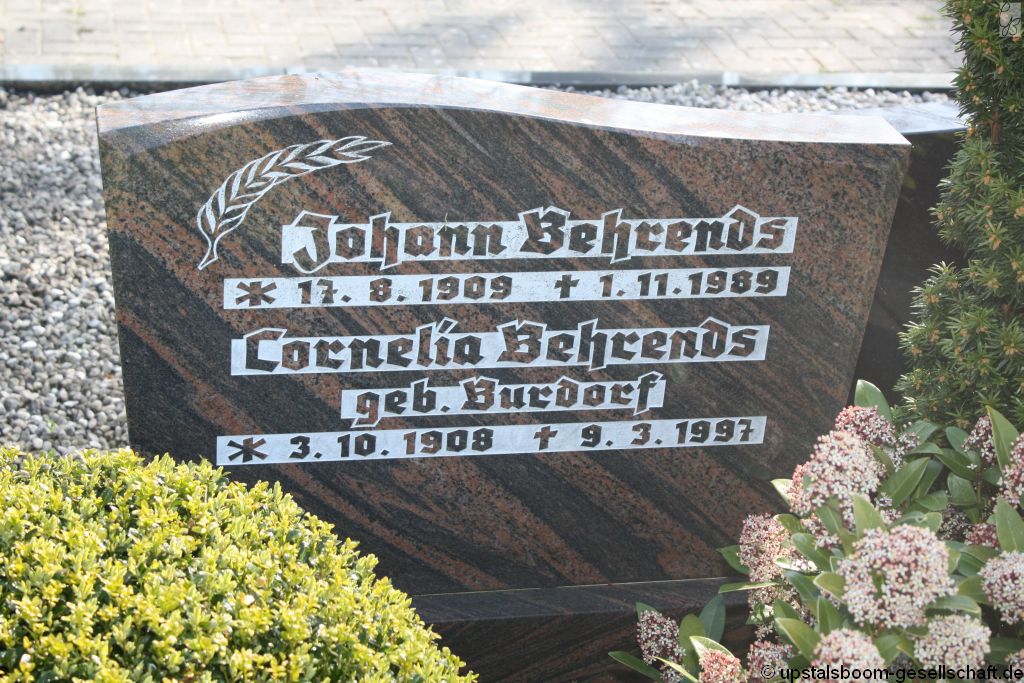 Johann Behrends
* 17. 8. 1909 † 1. 11. 1989
Cornelia Behrends
geb. Burdorf
* 3. 10. 1908 † 9. 3. 1997
© upstalsboom-gesellschaft.de